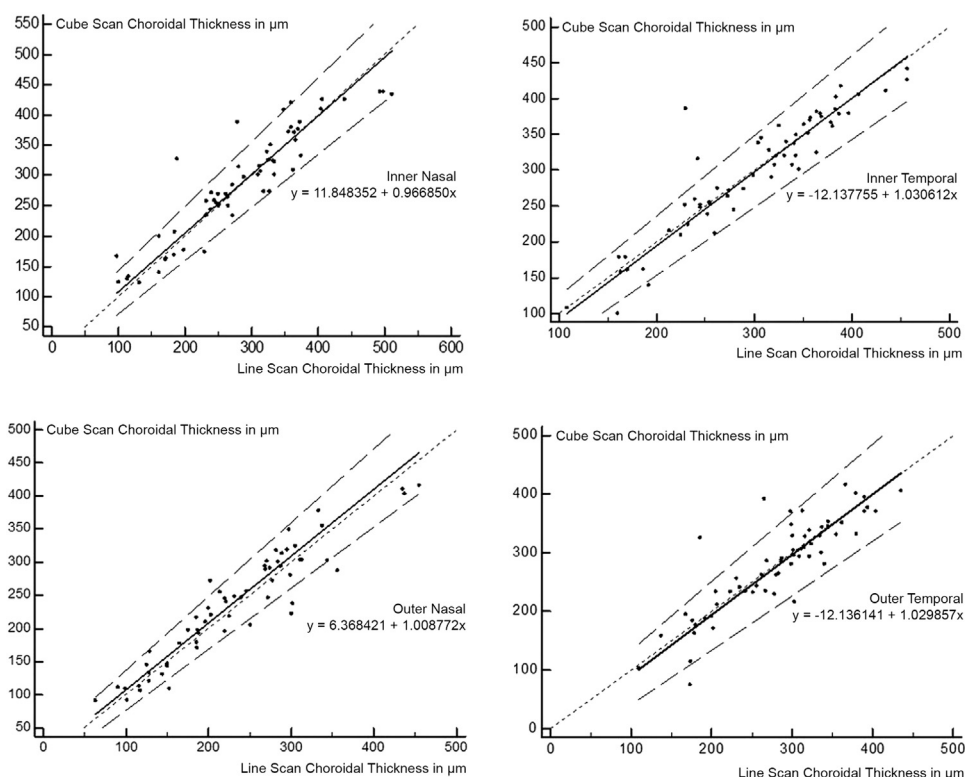 550
Cube Scan Choroidal Thickness in µm
500
450
400
350
300
250
200
150
100
50
Inner Nasal
y = 11.848352 + 0.966850x
0 100 200 300 400 500 600
Line Scan Choroidal Thickness in µm
500
Cube Scan Choroidal Thickness in µm
450
400
350
300
250
200
150
100
Inner Temporal
y = -12.137755 + 1.030612x
100 200 300 400 500
Line Scan Choroidal Thickness in µm
500
Cube Scan Choroidal Thickness in µm
450
400
350
300
250
200
150
100
50
Outer Nasal
y = 6.368421 + 1.008772x
0 100 200 300 400 500
Line Scan Choroidal Thickness in µm
500
Cube Scan Choroidal Thickness in µm
400
300
200
100
0
Outer Temporal
y = -12.136141 + 1.029857x
0 100 200 300 400 500
Line Scan Choroidal Thickness in µm